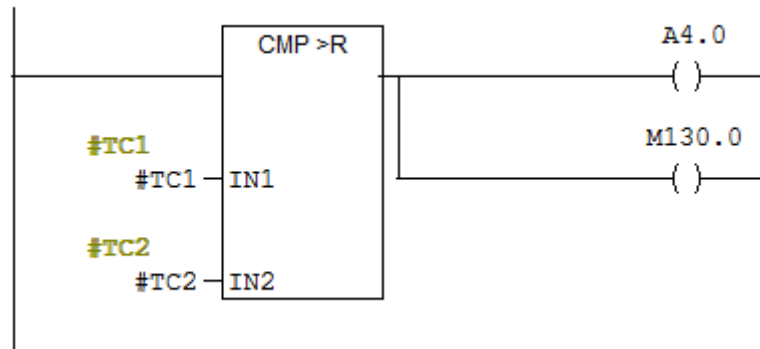 CMP >R
A4.0
M130.0
#TC1
#TC1 IN1
#TC2
#TC2 IN2